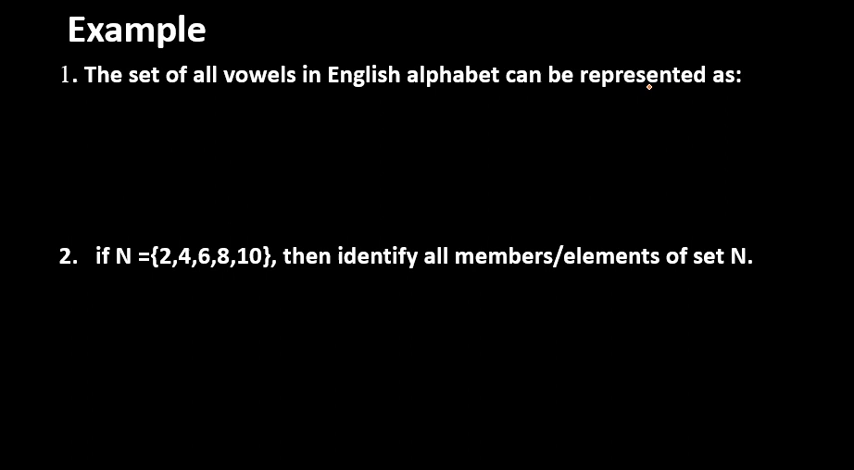 Example
1. The set of all vowels in English alphabet can be represented as:
2. if N ={2,4,6,8,10}, then identify all members/elements of set N.